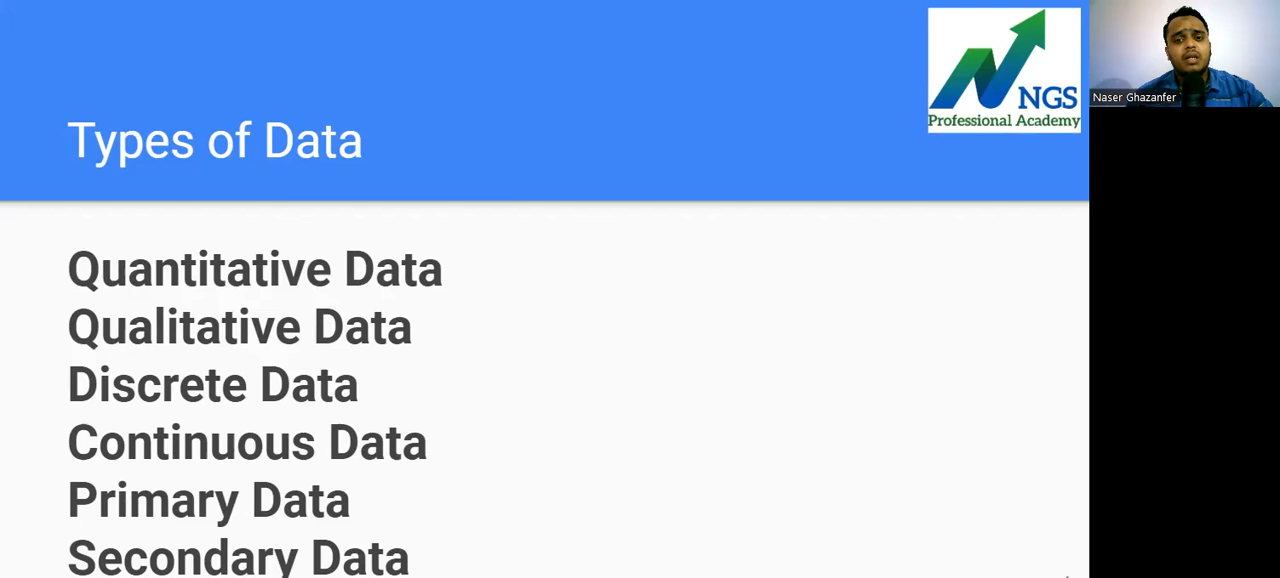 NGS
Professional Academy
Naser Ghazanfer
Types of Data
Quantitative Data
Qualitative Data
Discrete Data
Continuous Data
Primary Data
Secondary Data